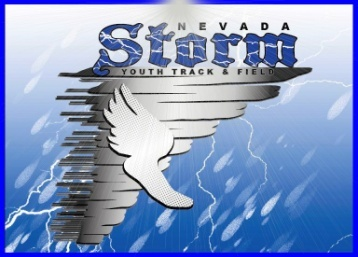 NEVADA
Storm
YOUTH TRACK & FIELD